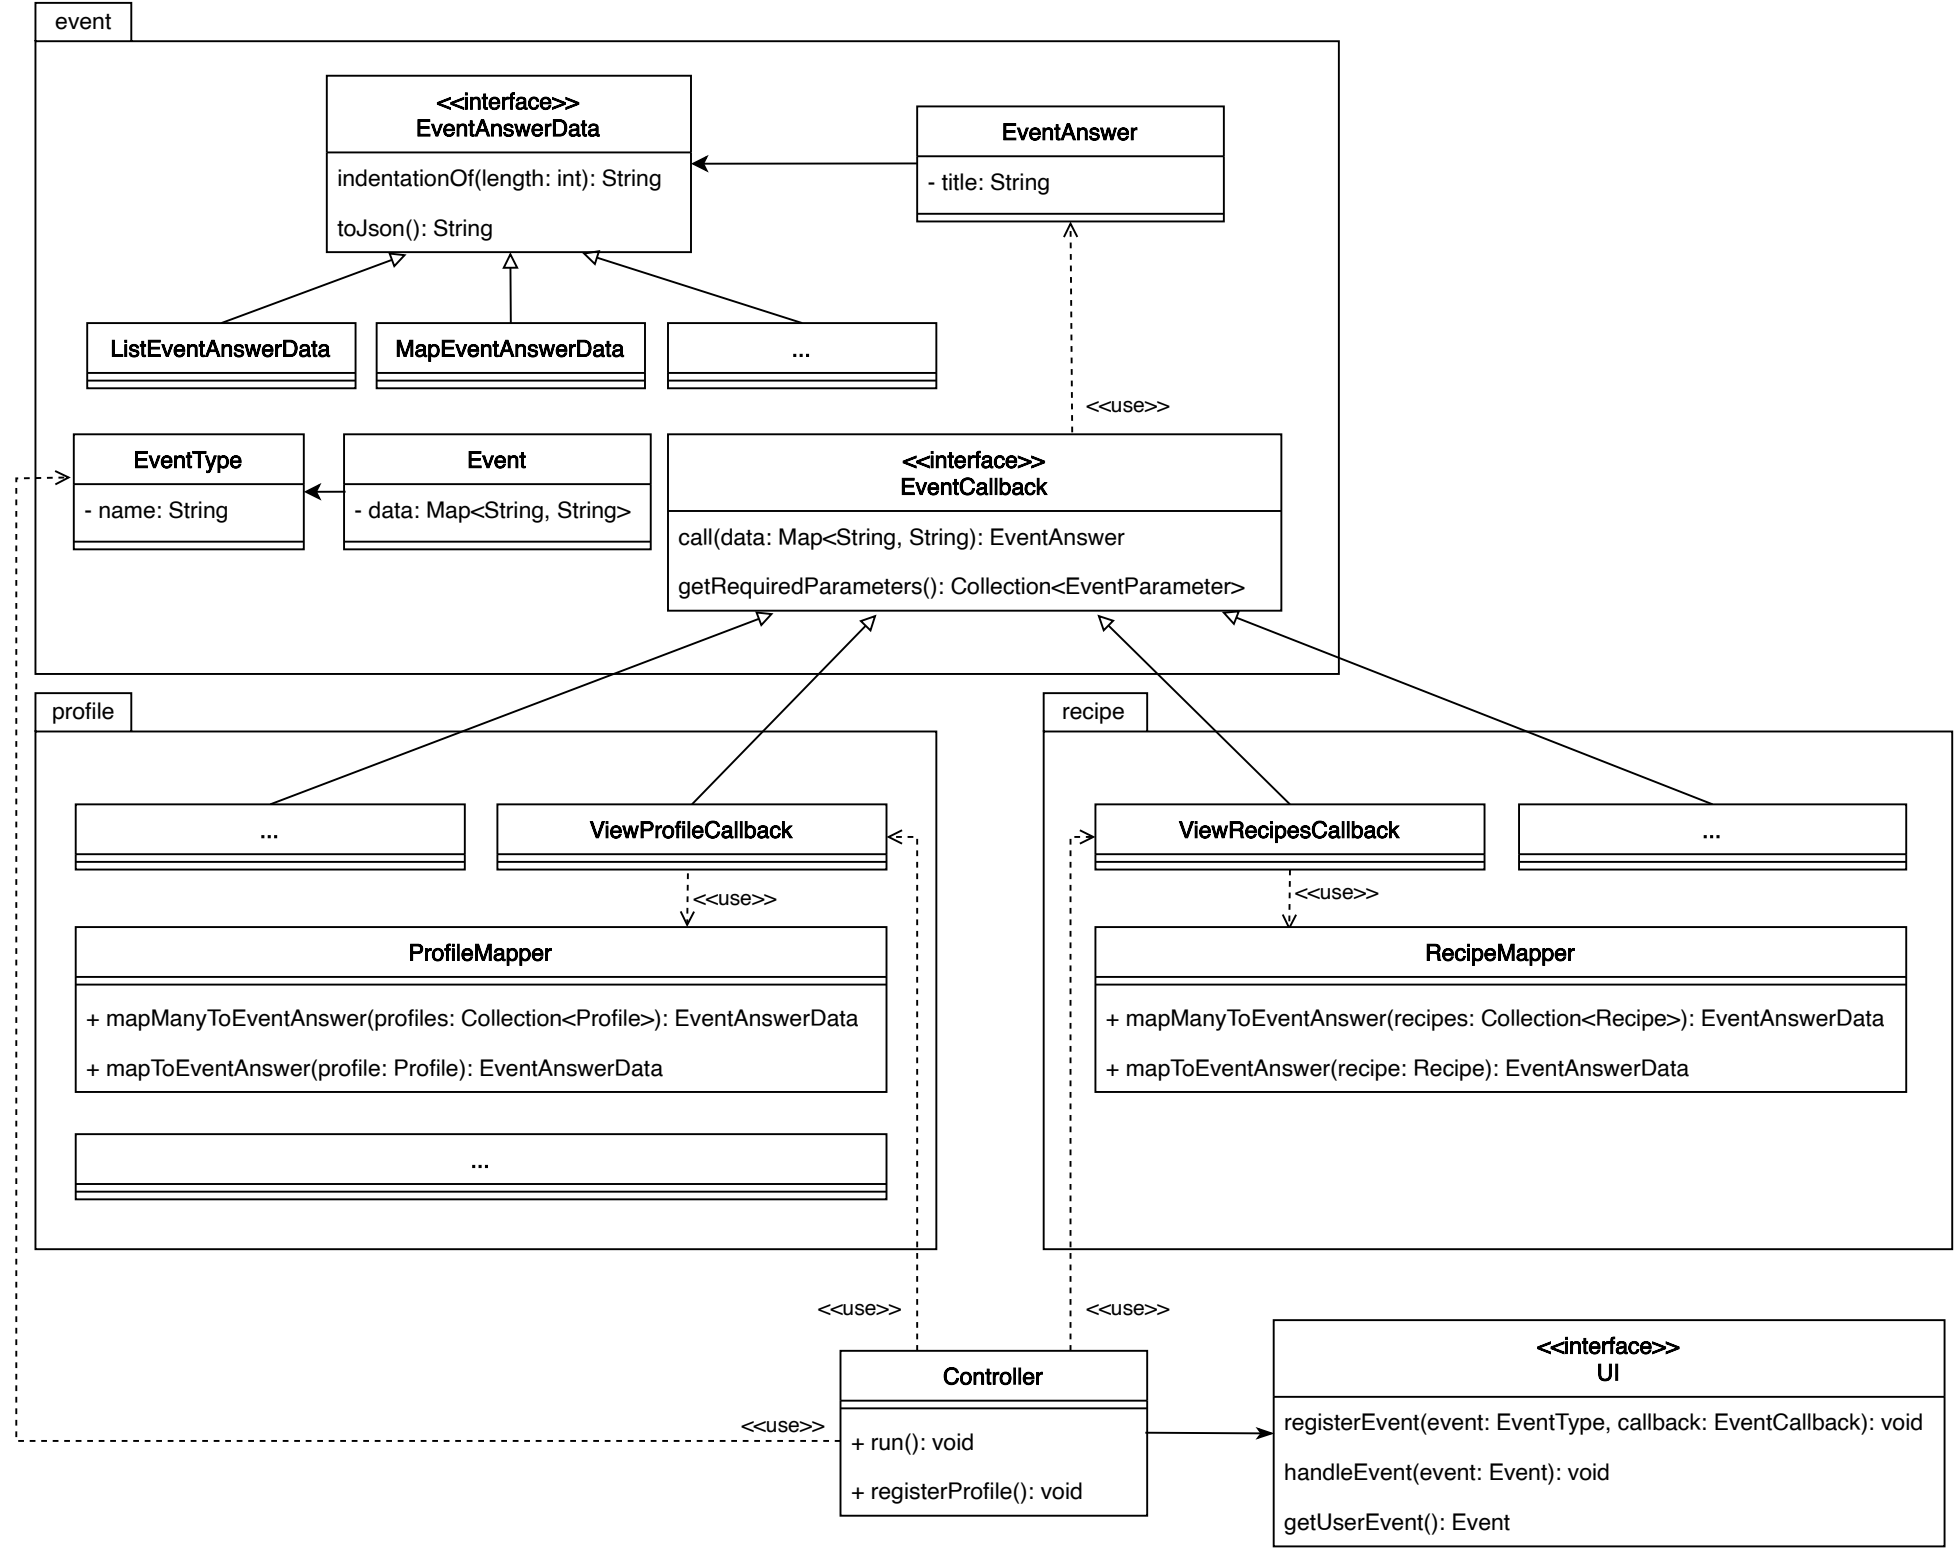 event
<<interface>>
EventAnswerData
indentationOf(length: int): String
toJson(): String
EventAnswer
- title: String
ListEventAnswerData
MapEventAnswerData
...
<<use>>
EventType
- name: String
Event
- data: Map<String, String>
<<interface>>
EventCallback
call(data: Map<String, String): EventAnswer
getRequiredParameters(): Collection<EventParameter>
profile
...
ViewProfileCallback
<<use>>
ProfileMapper
+ mapManyToEventAnswer(profiles: Collection<Profile>): EventAnswerData
+ mapToEventAnswer(profile: Profile): EventAnswerData
...
recipe
ViewRecipesCallback
...
<<use>>
RecipeMapper
+ mapManyToEventAnswer(recipes: Collection<Recipe>): EventAnswerData
+ mapToEventAnswer(recipe: Recipe): EventAnswerData
<<use>>
<<use>>
<<use>>
Controller
+ run(): void
+ registerProfile(): void
<<interface>>
UI
registerEvent(event: EventType, callback: EventCallback): void
handleEvent(event: Event): void
getUserEvent(): Event